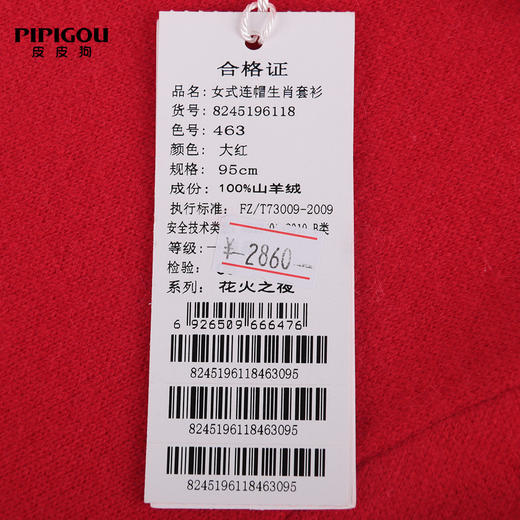 PIPIGOU
皮皮狗
合格证
品名：女式连帽生肖套衫
货号：8245196118
色号：463
颜色： 大红
规格：95cm
成份：100%山羊绒
执行标准： FZ/T73009-2009
安全技术类 B类
等级：一
￥ 2860
检验：
系列： 花火之夜
6 926509 666476
8245196118463095
8245196118463095
8245196118463095